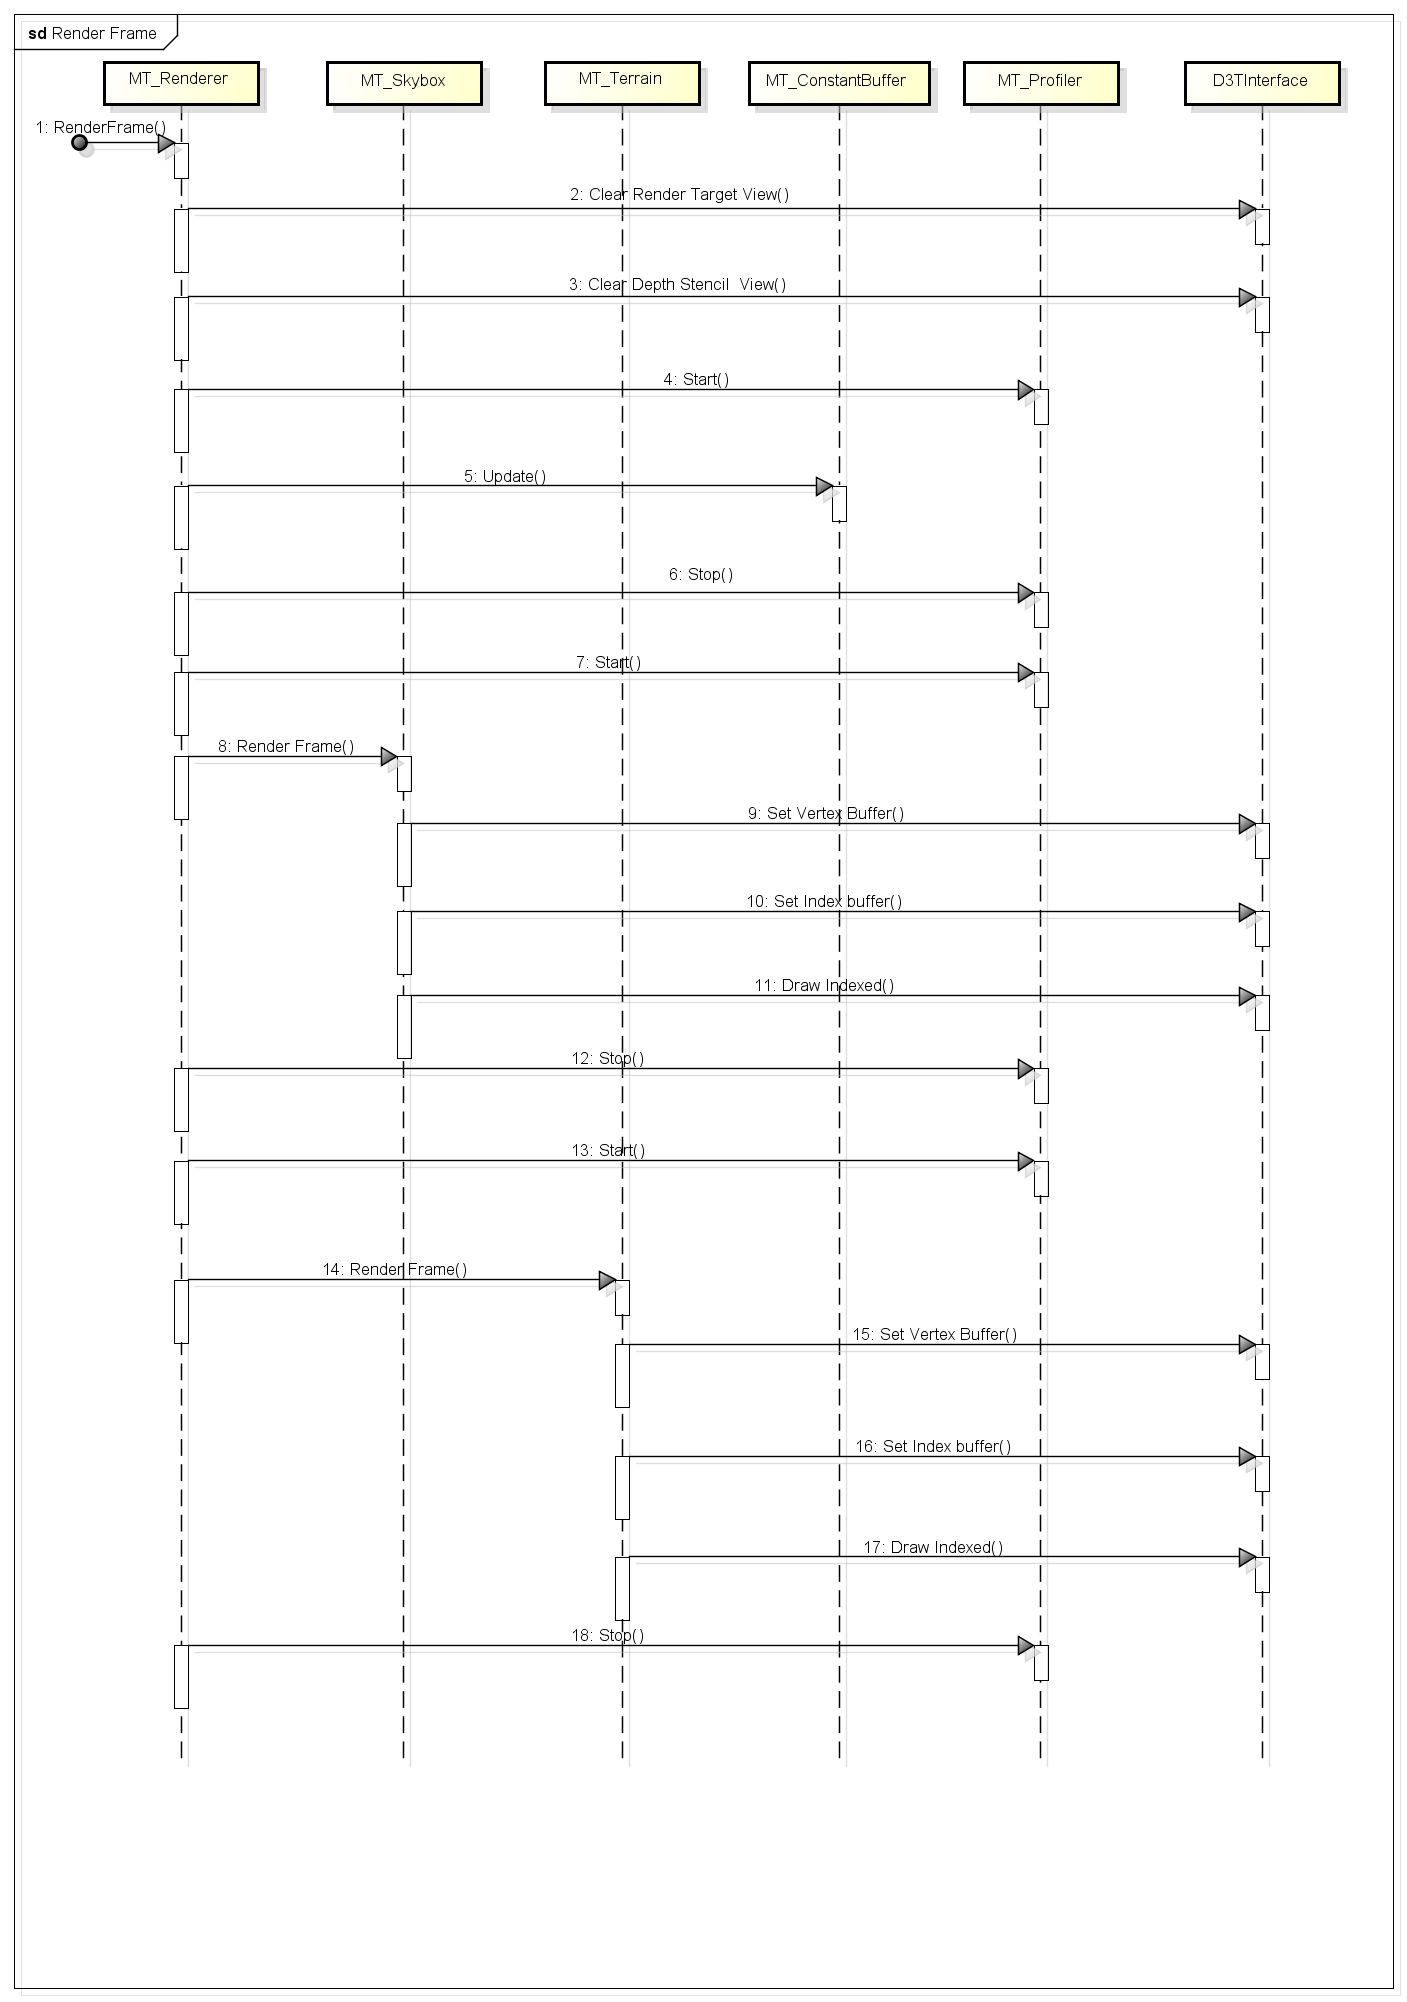 sd Render Frame
MT_Renderer
MT_Skybox
MT_Terrain
MT_ConstantBuffer
MT_Profiler
D3TInterface
1: RenderFrame()
2: Clear Render Target View()
3: Clear Depth Stencil  View()
4: Start()
5: Update()
6: Stop()
7: Start()
8: Render Frame()
9: Set Vertex Buffer()
10: Set Index buffer()
11: Draw Indexed()
12: Stop()
13: Start()
14: Render Frame()
15: Set Vertex Buffer()
16: Set Index buffer()
17: Draw Indexed()
18: Stop()